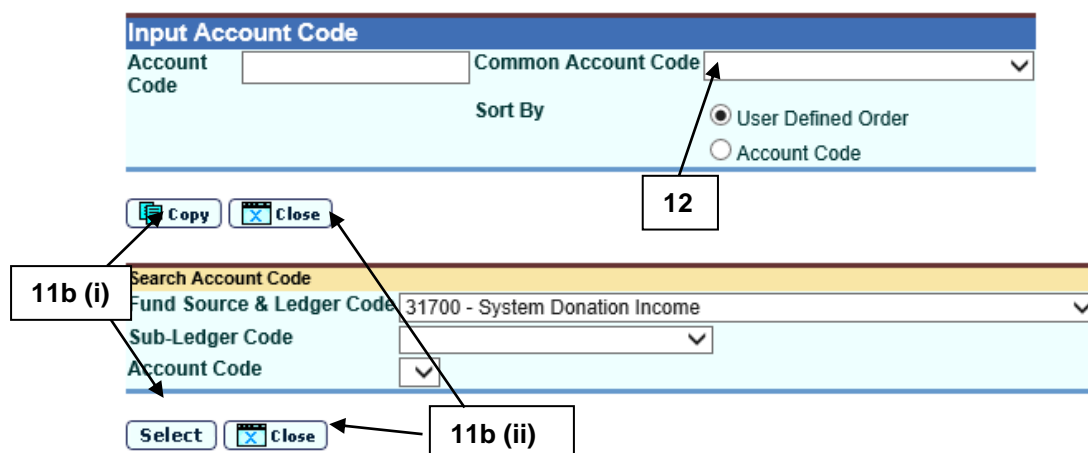 Input Account Code
Account Code
Common Account Code
Sort By
User Defined Order
Account Code
12
Copy
Close
11b (i)
Search Account Code
Fund Source & Ledger Code 31700 - System Donation Income
Sub-Ledger Code
Account Code
Select
Close
11b (ii)